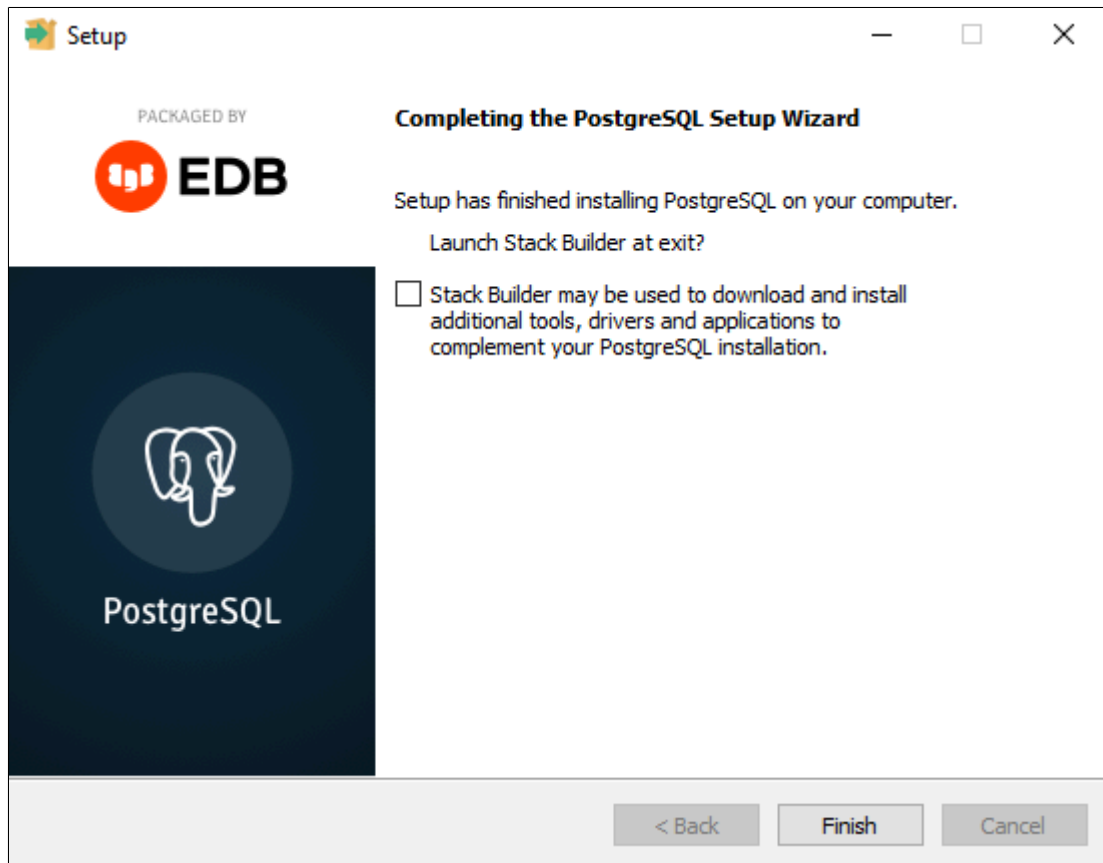 Setup
PACKAGED BY
EDB
PostgreSQL
Completing the PostgreSQL Setup Wizard
Setup has finished installing PostgreSQL on your computer.
Launch Stack Builder at exit?
Stack Builder may be used to download and install
additional tools, drivers and applications to
complement your PostgreSQL installation.
< Back
Finish
Cancel